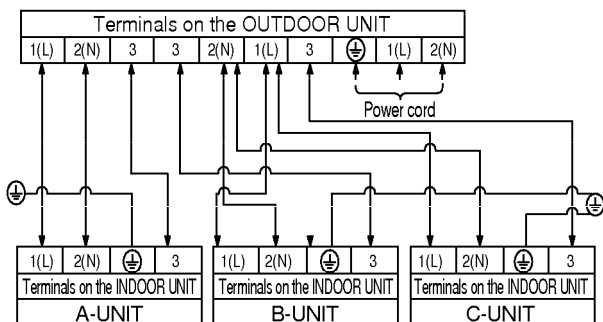 Terminals on the OUTDOOR UNIT
1(L) 2(N) 3 3 2(N) 1(L) 3 1(L) 2(N)
Power cord
1(L) 2(N) 3 1(L) 2(N) 3 1(L) 2(N) 3
Terminals on the INDOOR UNIT Terminals on the INDOOR UNIT Terminals on the INDOOR UNIT
A-UNIT B-UNIT C-UNIT